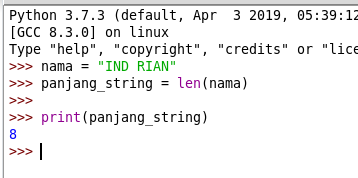 Python 3.7.3 (default, Apr  3 2019, 05:39:12
[GCC 8.3.0] on linux
Type "help", "copyright", "credits" or "lice
>>> nama = "IND RIAN"
>>> panjang_string = len(nama)
>>>
>>> print(panjang_string)
8
>>>